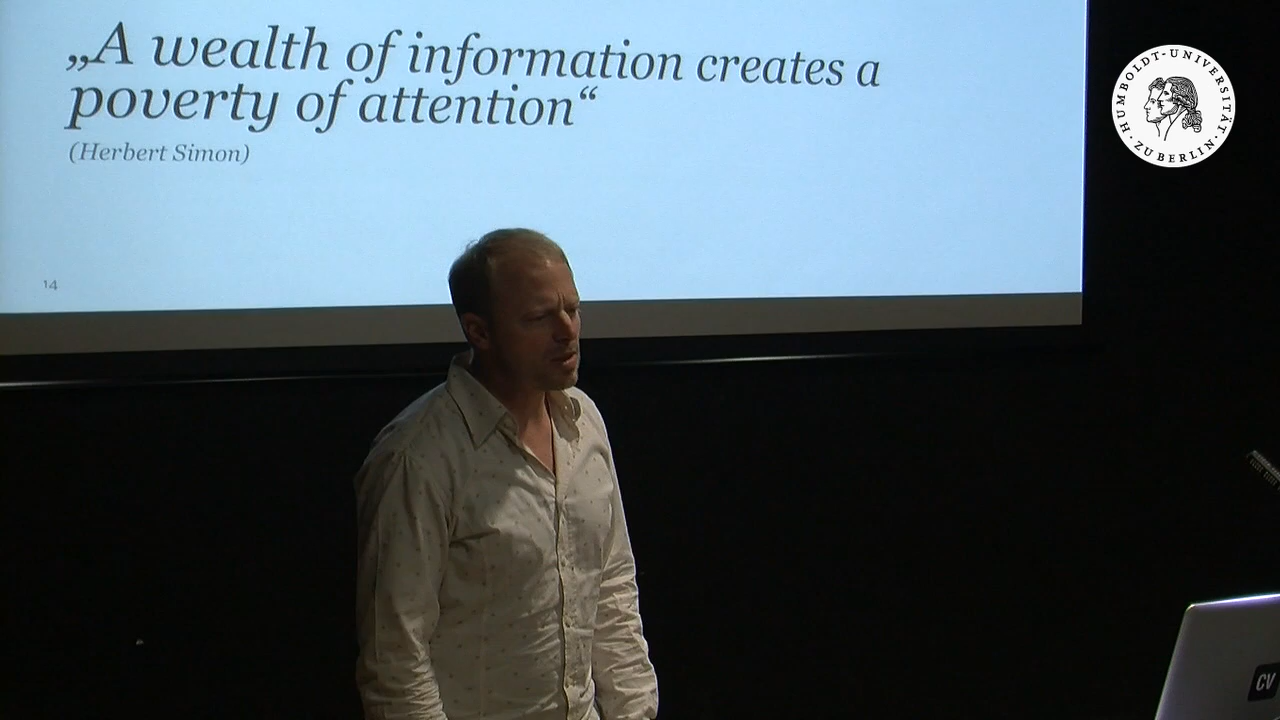 „A wealth of information creates a
poverty of attention“
(Herbert Simon)
14
HUMBOLDT-UNIVERSITÄT
· ZU BERLIN ·
CV